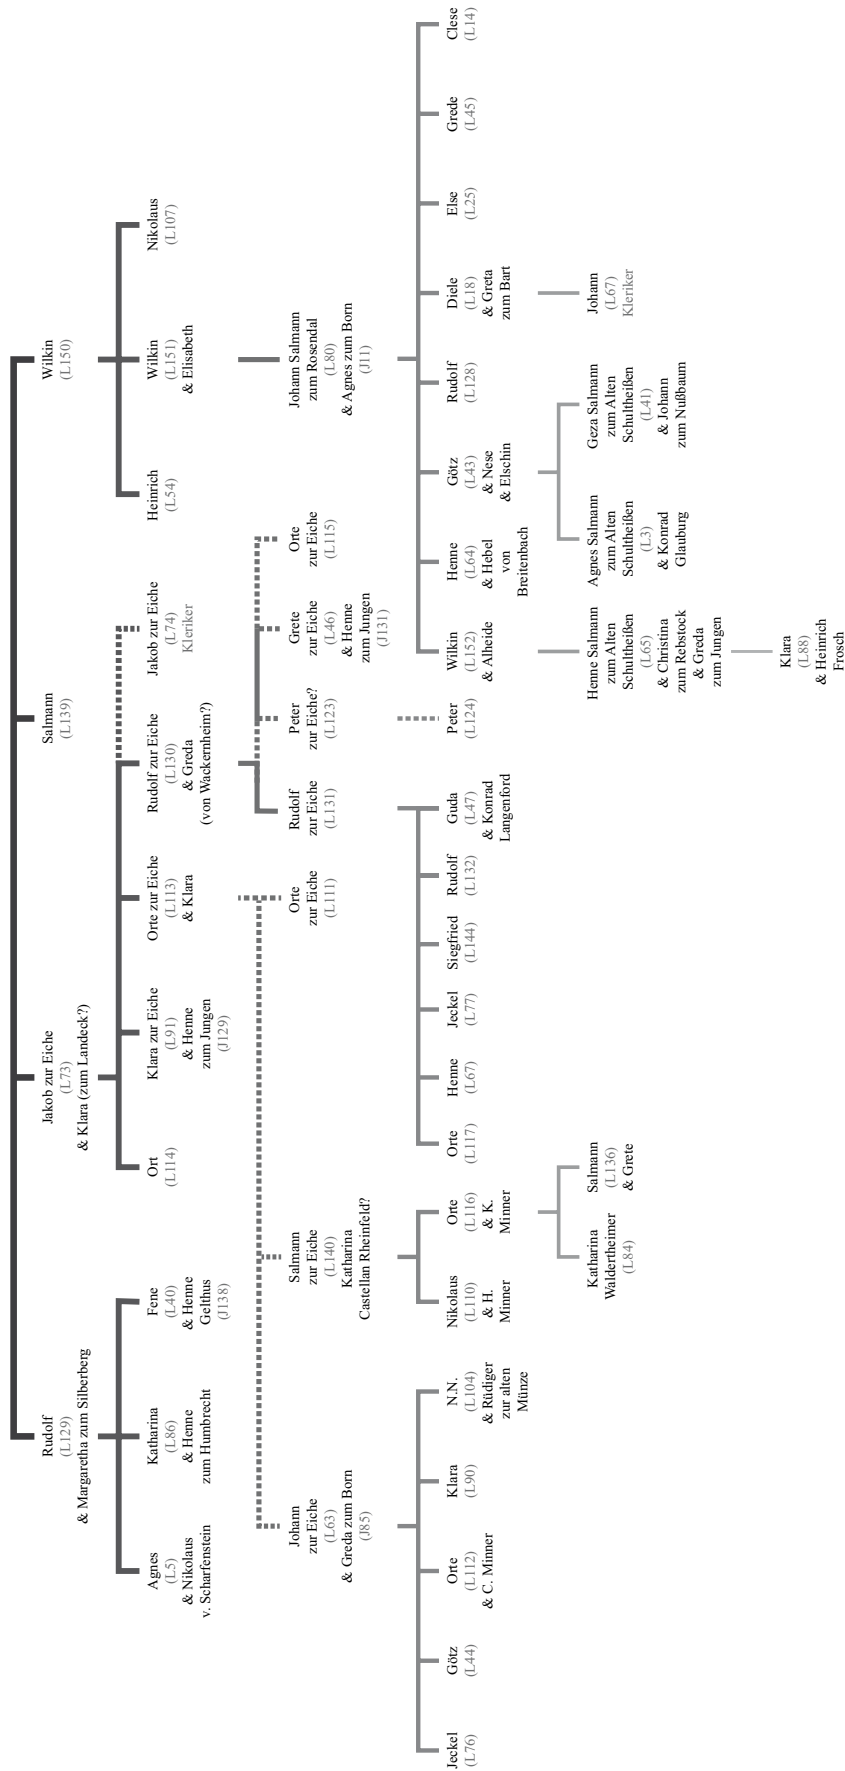 Rudolf
(L129)
& Margaretha zum Silberberg
Jakob zur Eiche
(L73)
& Klara (zum Landeck?)
Salmann
(L139)
Wilkin
(L150)
Agnes
(L5)
& Nikolaus
v. Scharfenstein
Katharina
(L86)
& Henne
zum Humbrecht
Fene
(L40)
& Henne
Gelthus
(J138)
Ort
(L114)
Klara zur Eiche
(L91)
& Henne
zum Jungen
(J129)
Orte zur Eiche
(L113)
& Klara
Rudolf zur Eiche
(L130)
& Greda
(von Wackernheim?)
Jakob zur Eiche
(L74)
Kleriker
Heinrich
(L54)
Wilkin
(L151)
& Elisabeth
Nikolaus
(L107)
Johann
zur Eiche
(L63)
& Greda zum Born
(J85)
Salmann
zur Eiche
(L140)
Katharina
Castellan Rheinfeld?
Orte
zur Eiche
(L111)
Rudolf
zur Eiche
(L131)
Peter
zur Eiche?
(L123)
Grete
zur Eiche
(L46)
& Henne
zum Jungen
(J131)
Orte
zur Eiche
(L115)
Johann Salmann
zum Rosendal
(L80)
& Agnes zum Born
(J11)
Jeckel
(L76)
Götz
(L44)
Orte
(L112)
& C. Minner
Klara
(L90)
N.N.
(L104)
& Rüdiger
zur alten
Münze
Nikolaus
(L110)
& H.
Minner
Orte
(L116)
& K.
Minner
Orte
(L117)
Henne
(L67)
Jeckel
(L77)
Siegfried
(L144)
Rudolf
(L132)
Guda
(L47)
& Konrad
Langenford
Peter
(L124)
Wilkin
(L152)
& Alheide
Henne
(L64)
& Hebel
von
Breitenbach
Götz
(L43)
& Nese
& Elschin
Rudolf
(L128)
Diele
(L18)
& Greta
zum Bart
Else
(L25)
Grede
(L45)
Clese
(L14)
Katharina
Waldertheimer
(L84)
Salmann
(L136)
& Grete
Henne Salmann
zum Alten
Schultheißen
(L65)
& Christina
zum Rebstock
& Greda
zum Jungen
Agnes Salmann
zum Alten
Schultheißen
(L3)
& Konrad
Glauburg
Geza Salmann
zum Alten
Schultheißen
(L41)
& Johann
zum Nußbaum
Johann
(L67)
Kleriker
Klara
(L88)
& Heinrich
Frosch